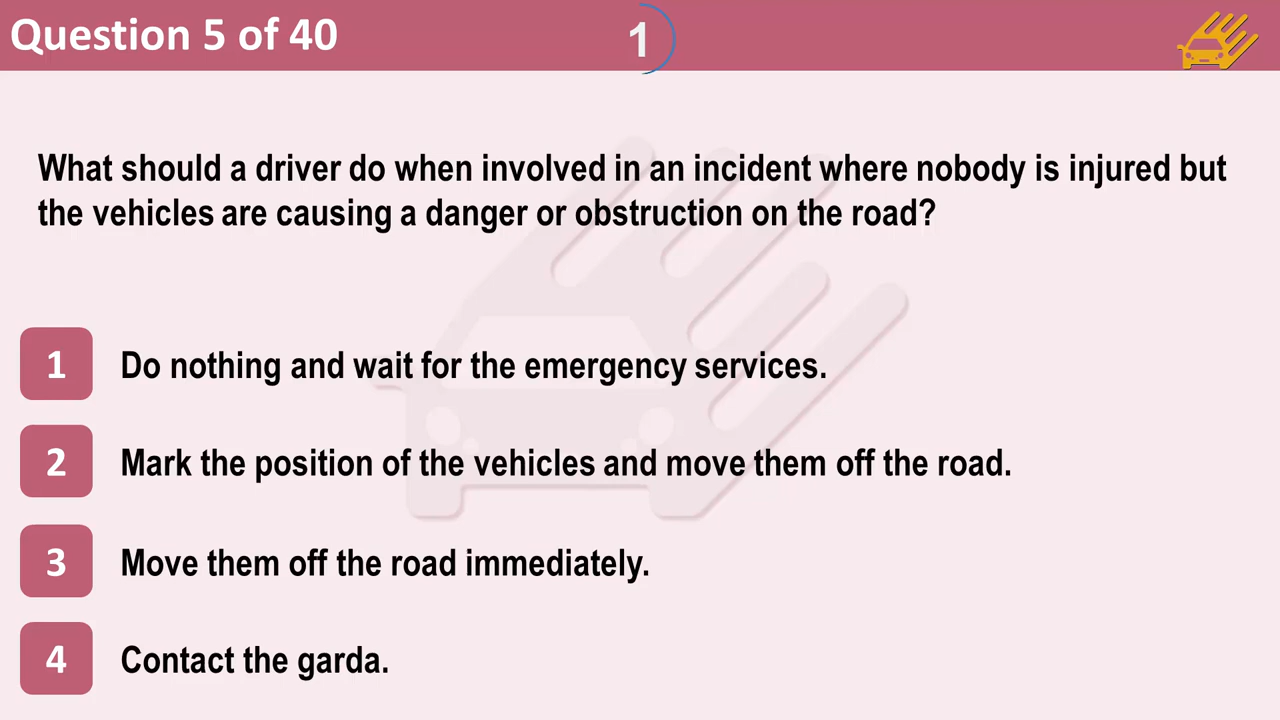 Question 5 of 40
1
What should a driver do when involved in an incident where nobody is injured but
the vehicles are causing a danger or obstruction on the road?
1 Do nothing and wait for the emergency services.
2 Mark the position of the vehicles and move them off the road.
3 Move them off the road immediately.
4 Contact the garda.